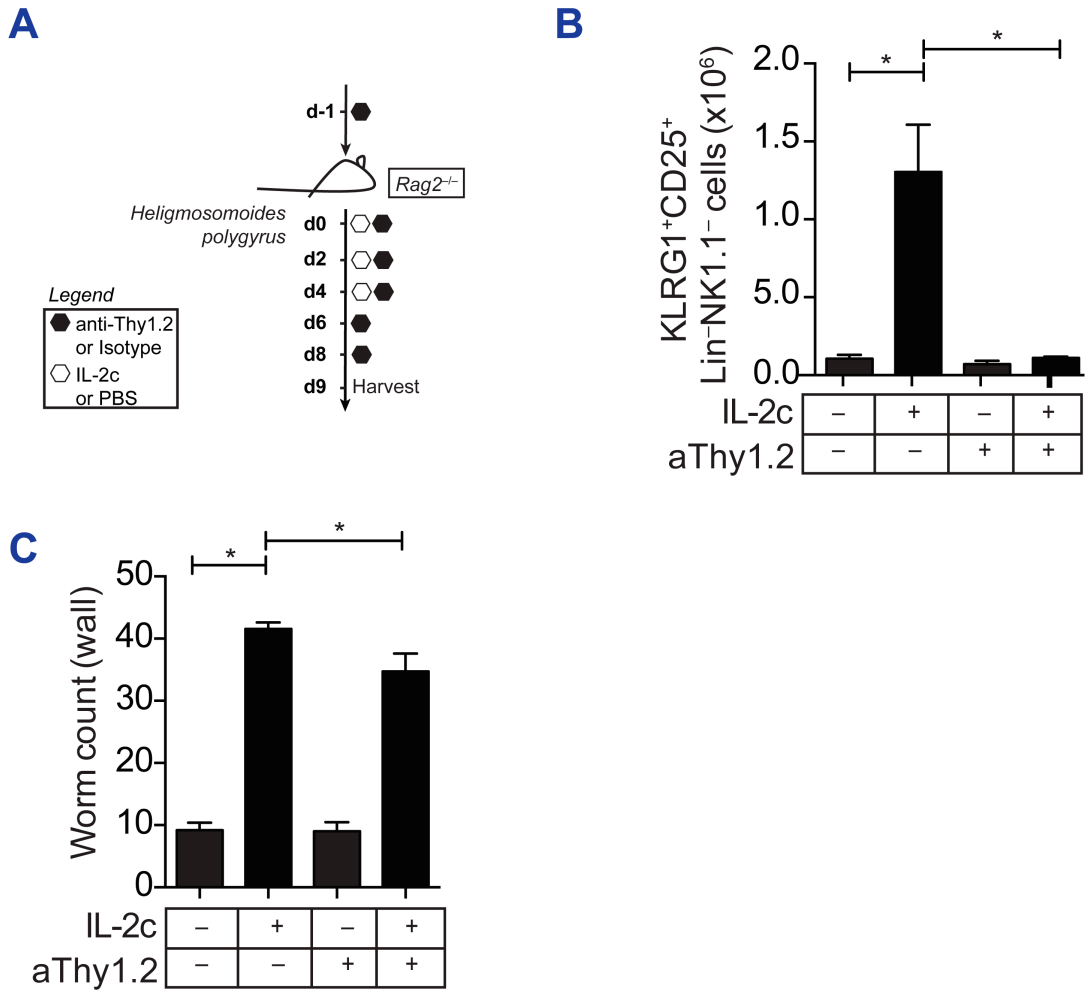 A
d-1
Rag2–/–
Heligmosomoides
polygyrus
d0
d2
d4
d6
d8
d9 Harvest
Legend
anti-Thy1.2
or Isotype
IL-2c
or PBS
B
KLRG1⁺CD25⁺
Lin⁻NK1.1⁻ cells (x10⁶)
* *
2.0
1.5
1.0
5.0
0.0
IL-2c – + – +
aThy1.2 – – + +
C
Worm count (wall)
* *
50
40
30
20
10
0
IL-2c – + – +
aThy1.2 – – + +